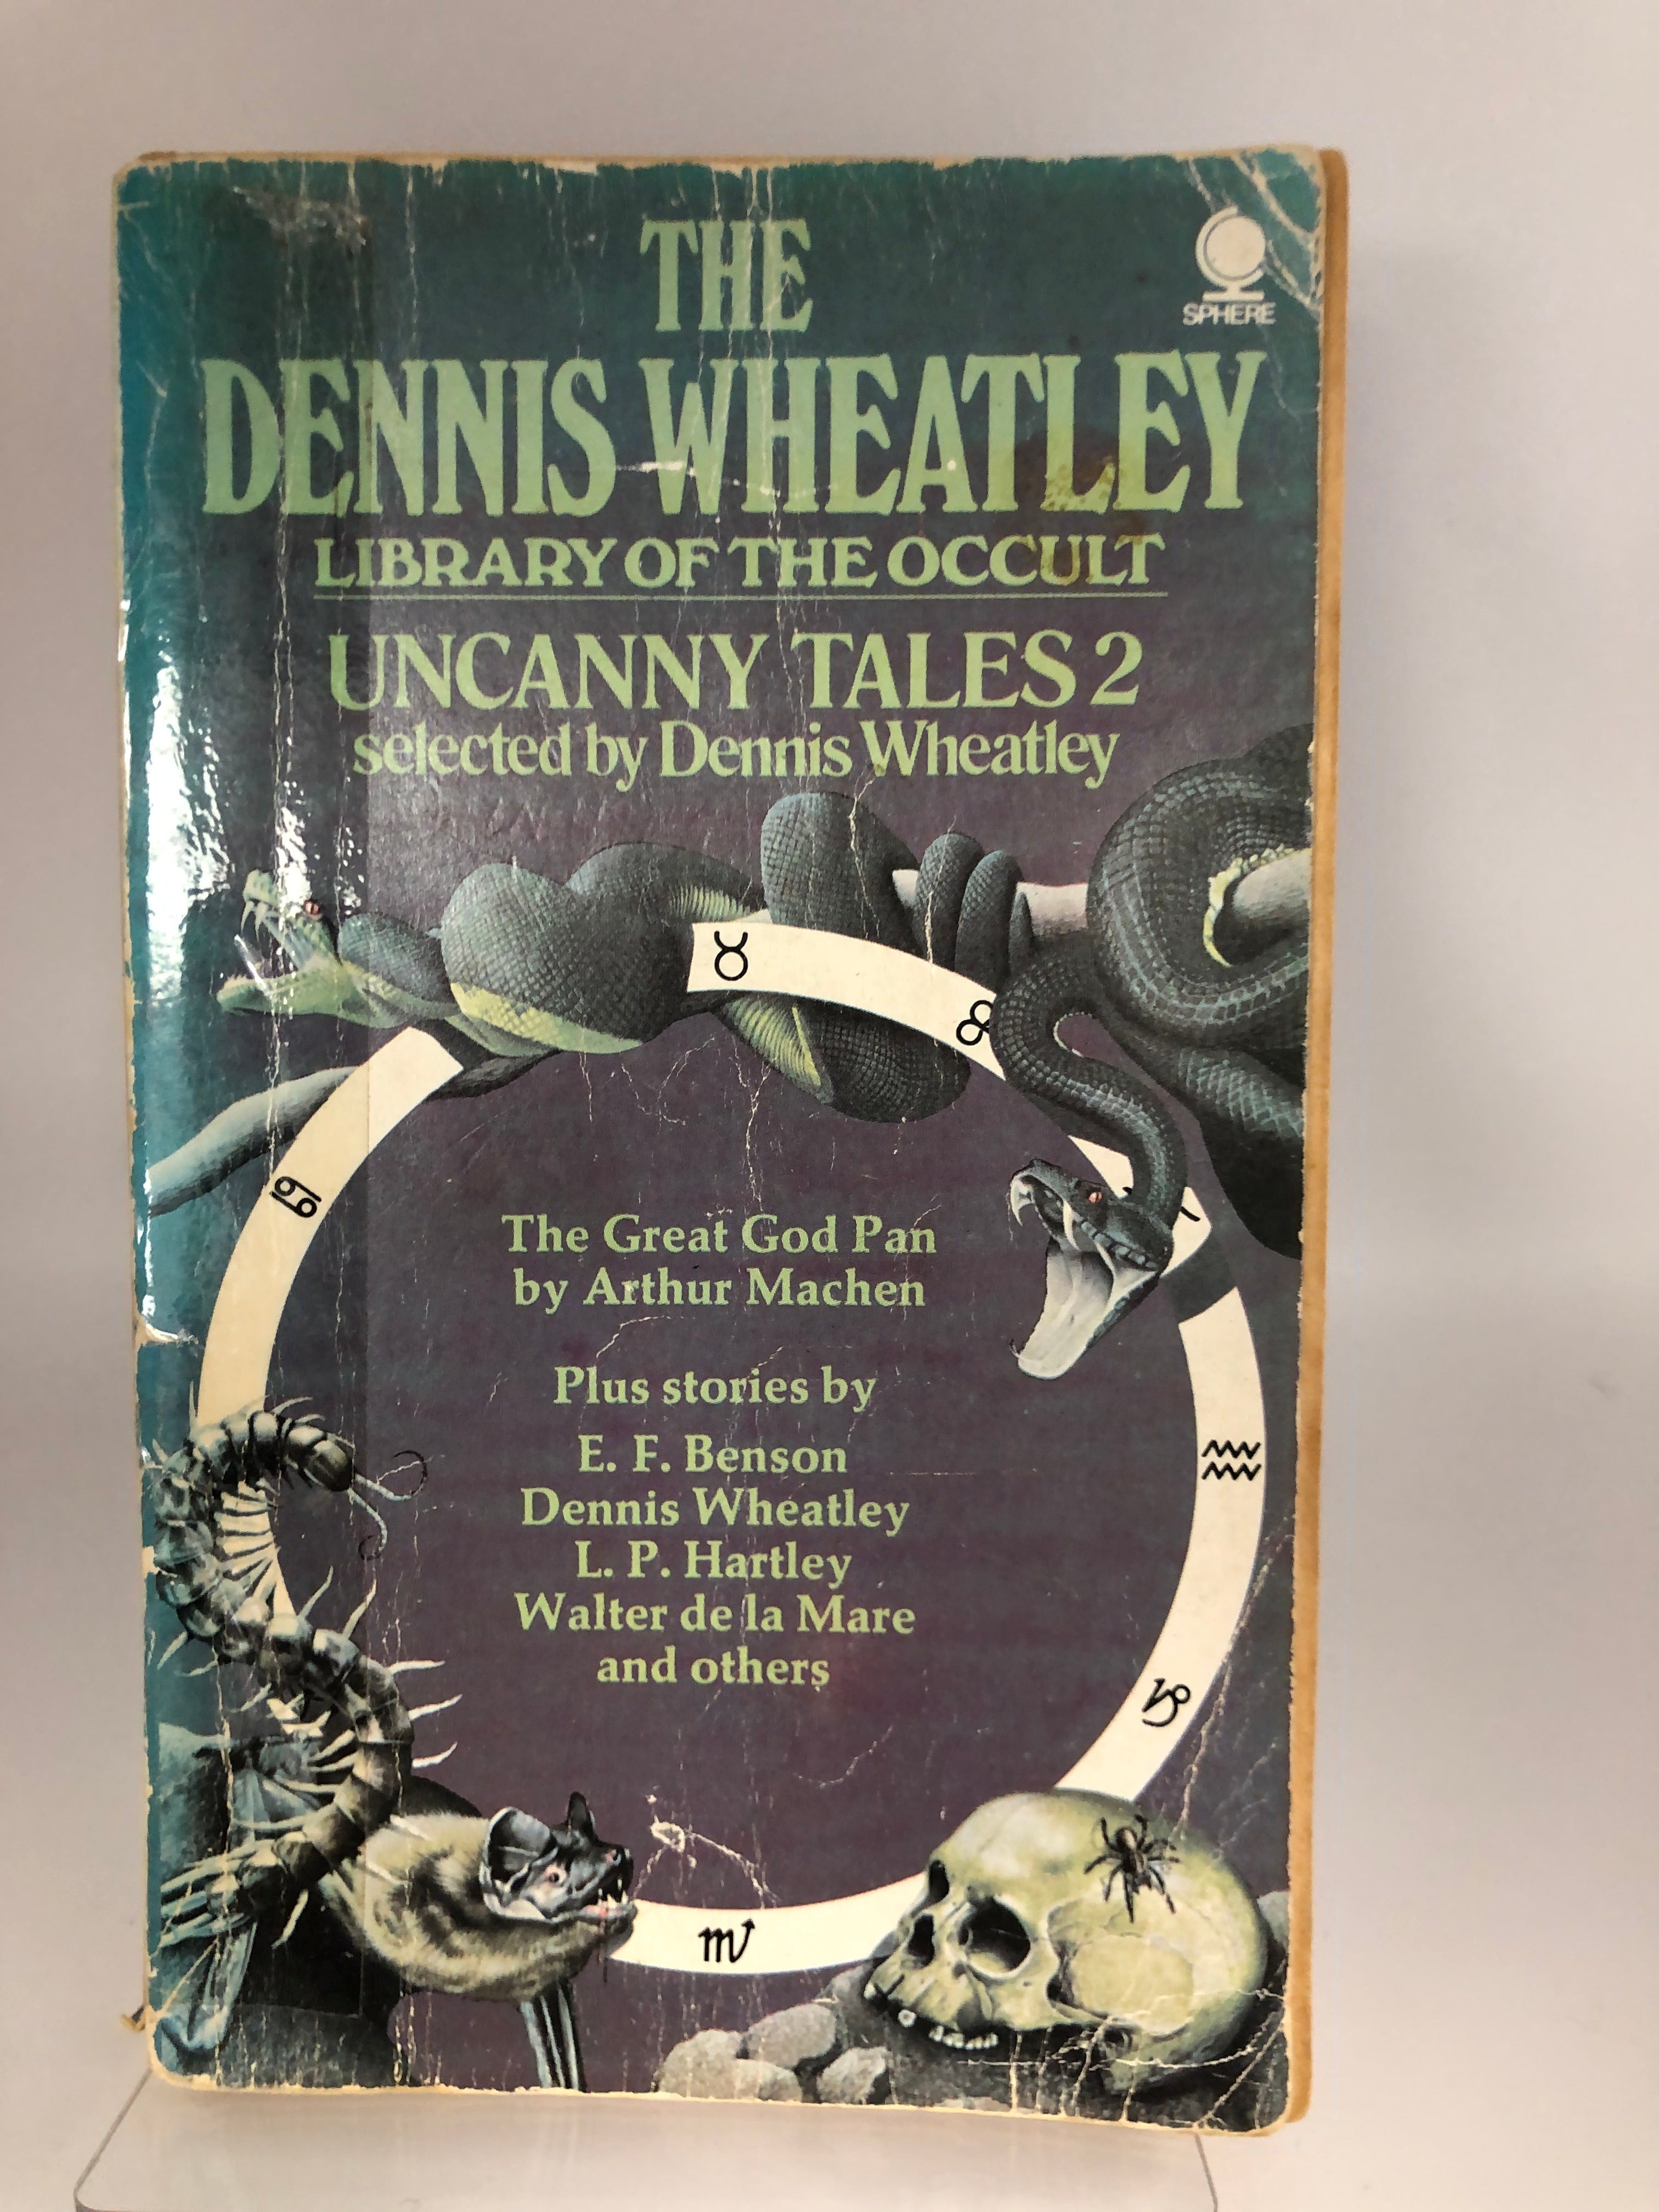 THE
SPHERE
DENNIS WHEATLEY
LIBRARY OF THE OCCULT
UNCANNY TALES 2
selected by Dennis Wheatley
The Great God Pan
by Arthur Machen
Plus stories by
E. F. Benson
Dennis Wheatley
L. P. Hartley
Walter de la Mare
and others